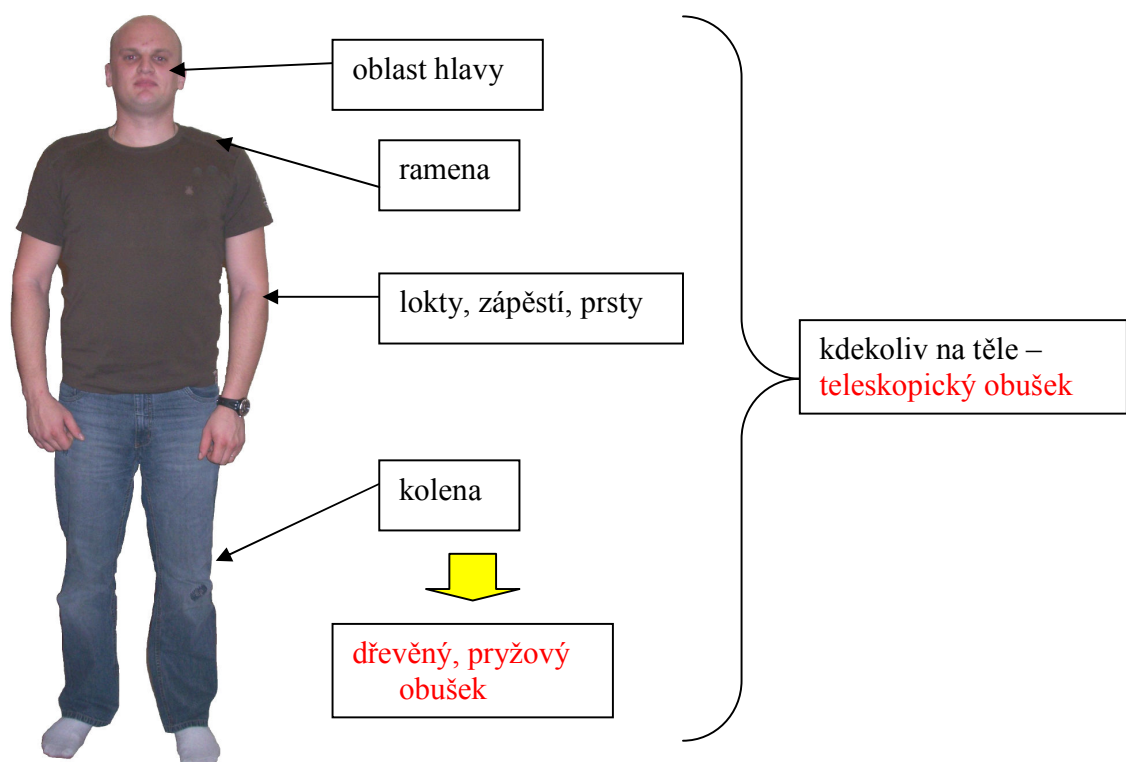 oblast hlavy
ramena
lokty, zápěstí, prsty
kdekoliv na těle –
teleskopický obušek
kolena
dřevěný, pryžový
obušek